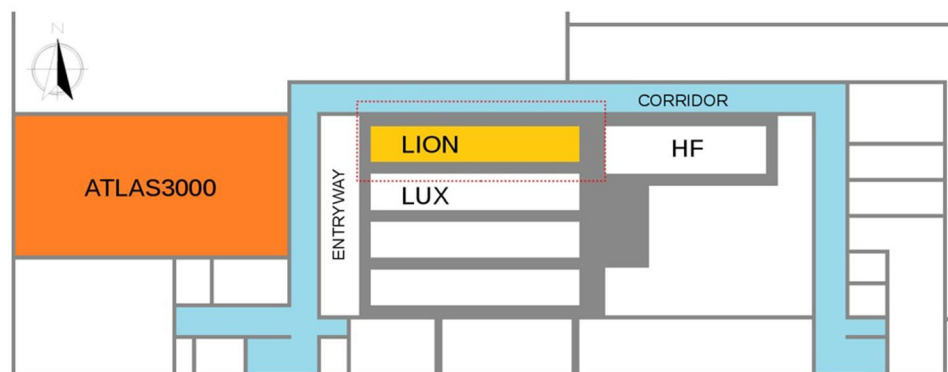 N
CORRIDOR
LION
HF
ATLAS3000
LUX
ENTRYWAY